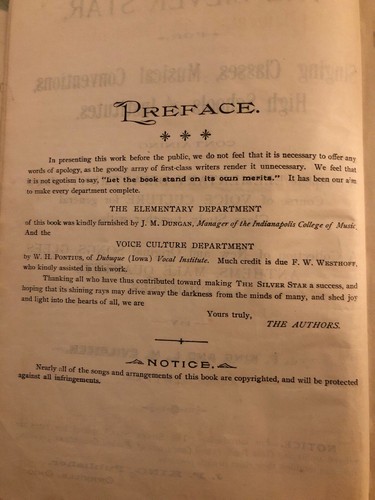 PREFACE.
In presenting this work before the public, we do not feel that it is necessary to offer any
words of apology, as the goodly array of first-class writers render it unnecessary. We feel that
it is not egotism to say, "Let the book stand on its own merits." It has been our aim
to make every department complete.
THE ELEMENTARY DEPARTMENT
of this book was kindly furnished by J. M. DUNGAN, Manager of the Indianapolis College of Music.
And the
VOICE CULTURE DEPARTMENT
by W. H. PONTIUS, of Dubuque (Iowa) Vocal Institute. Much credit is due F. W. WESTHOFF,
who kindly assisted in this work.
Thanking all who have thus contributed toward making THE SILVER STAR a success, and
hoping that its shining rays may drive away the darkness from the minds of many, and shed joy
and light into the hearts of all, we are
Yours truly,
THE AUTHORS.
NOTICE.
Nearly all of the songs and arrangements of this book are copyrighted, and will be protected
against all infringements.